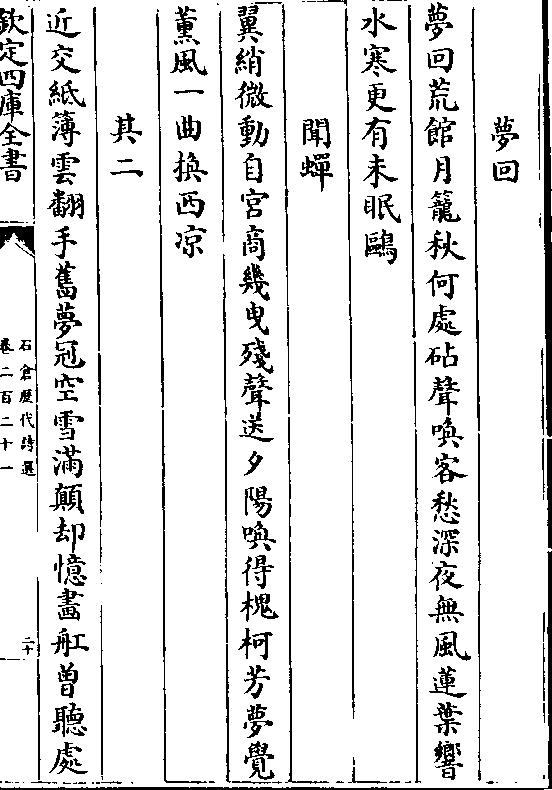 夢回
夢回荒館月籠秋何處砧聲喚客愁深夜無風蓮葉響
水寒更有未眠鷗
聞蟬
翼綃微動自宮商幾曳殘聲送夕陽喚得槐柯芳夢覺
薰風一曲換西凉
其二
近交紙簿雲翻手舊夢冠空雪滿顛却憶畫舡曾聽處
欽定四庫全書
石倉歷代詩選
卷二百二十一
二十